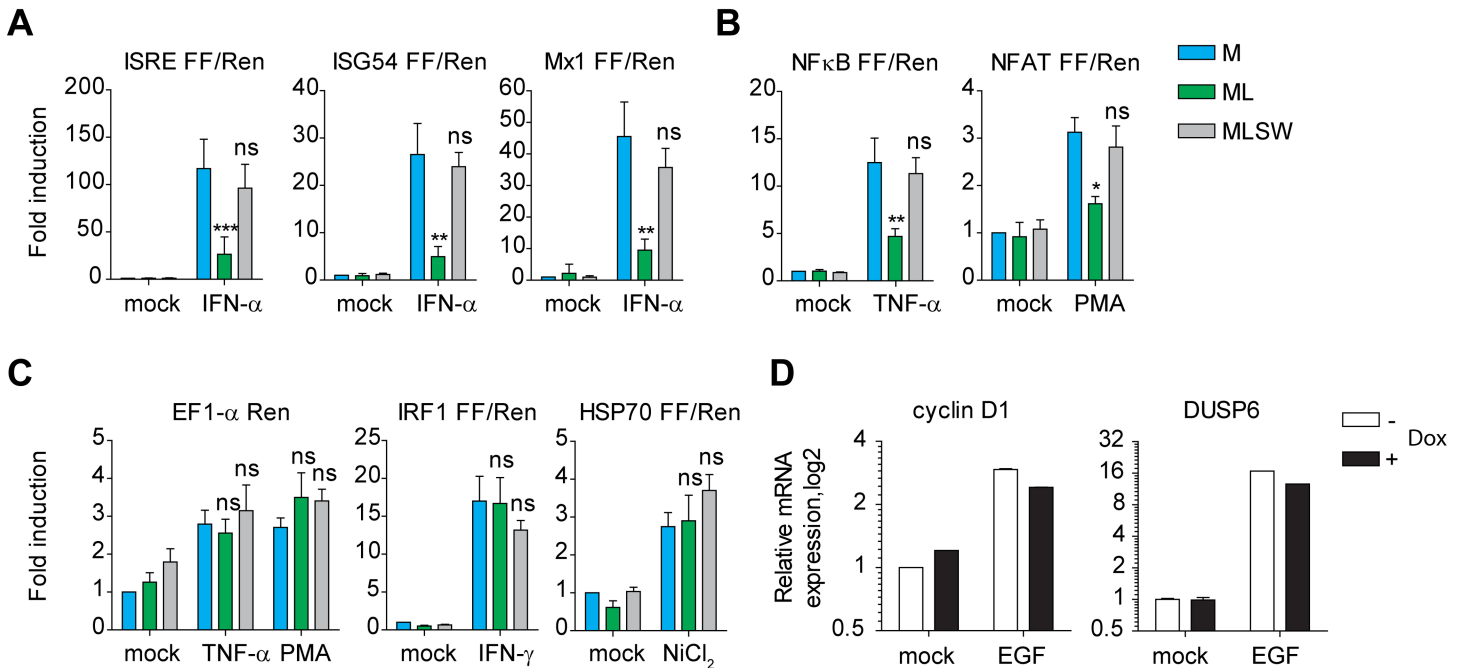 A
B
ISRE FF/Ren
ISG54 FF/Ren
Mx1 FF/Ren
NFκB FF/Ren
NFAT FF/Ren
M
ML
MLSW
Fold induction
200
150
100
50
0
***
ns
mock
IFN-α
40
30
20
10
0
**
ns
mock
IFN-α
60
50
40
30
20
10
0
**
ns
mock
IFN-α
20
15
10
5
0
**
ns
mock
TNF-α
4
3
2
1
0
*
ns
mock
PMA
C
D
EF1-α Ren
IRF1 FF/Ren
HSP70 FF/Ren
cyclin D1
DUSP6
-
Dox
+
Fold induction
5
4
3
2
1
0
ns
ns
ns
ns
mock
TNF-α
PMA
25
20
15
10
5
0
ns
ns
mock
IFN-γ
5
4
3
2
1
0
ns
ns
mock
NiCl2
Relative mRNA
expression,log2
4
2
1
0.5
mock
EGF
32
16
8
4
2
1
0.5
mock
EGF